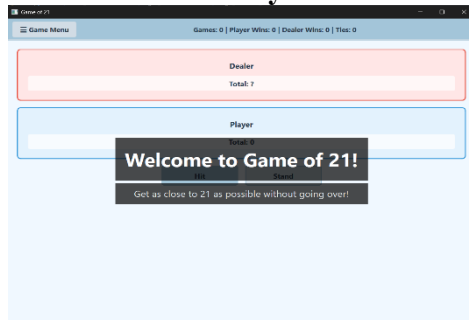 Game of 21
☰ Game Menu
Games: 0 | Player Wins: 0 | Dealer Wins: 0 | Ties: 0
Dealer
Total: ?
Player
Total: 0
Welcome to Game of 21!
Hit Stand
Get as close to 21 as possible without going over!